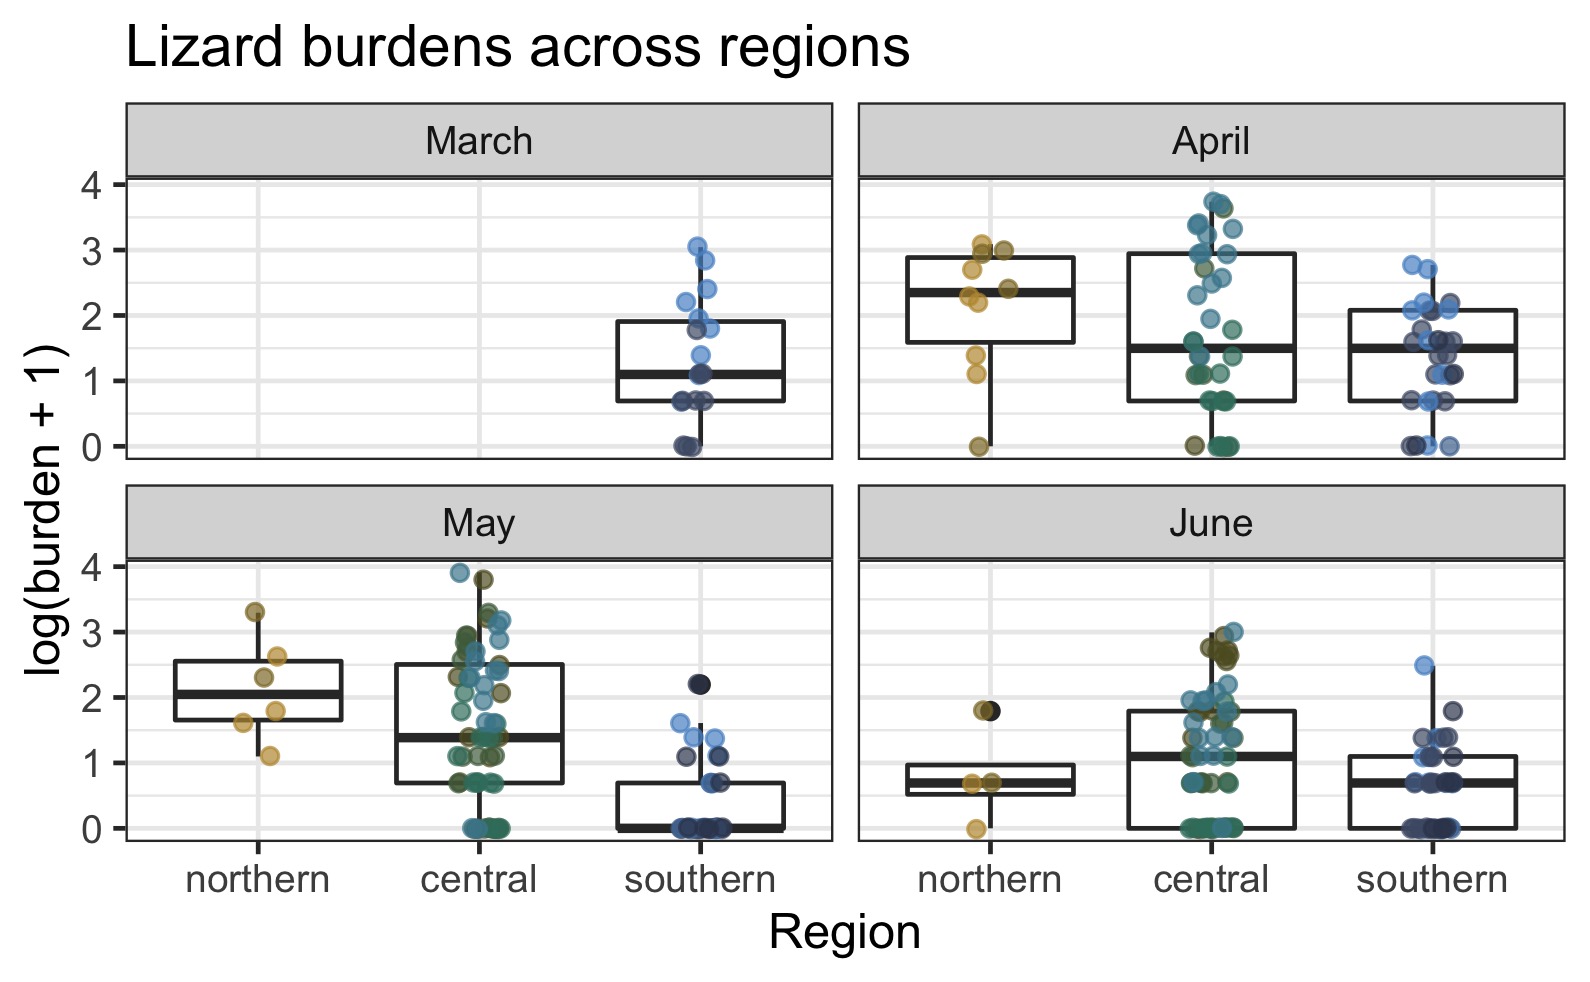 Lizard burdens across regions
March
April
4
3
2
1
0
May
June
4
3
2
1
0
log(burden + 1)
northern central southern northern central southern
Region